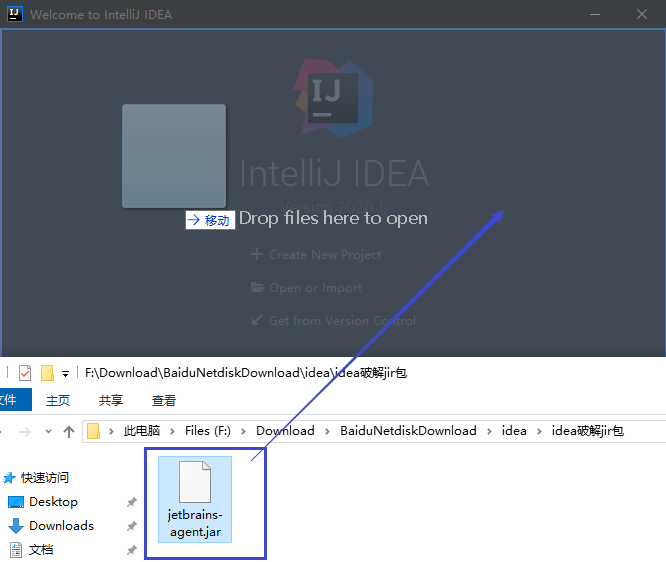 Welcome to IntelliJ IDEA
IJ
IntelliJ IDEA
Version 2020.1
移动
Drop files here to open
Create New Project
Open or Import
Get from Version Control
F:\Download\BaiduNetdiskDownload\idea\idea破解jir包
文件
主页
共享
查看
此电脑 > Files (F:) > Download > BaiduNetdiskDownload > idea > idea破解jir包
快速访问
Desktop
Downloads
文档
jetbrains-
agent.jar